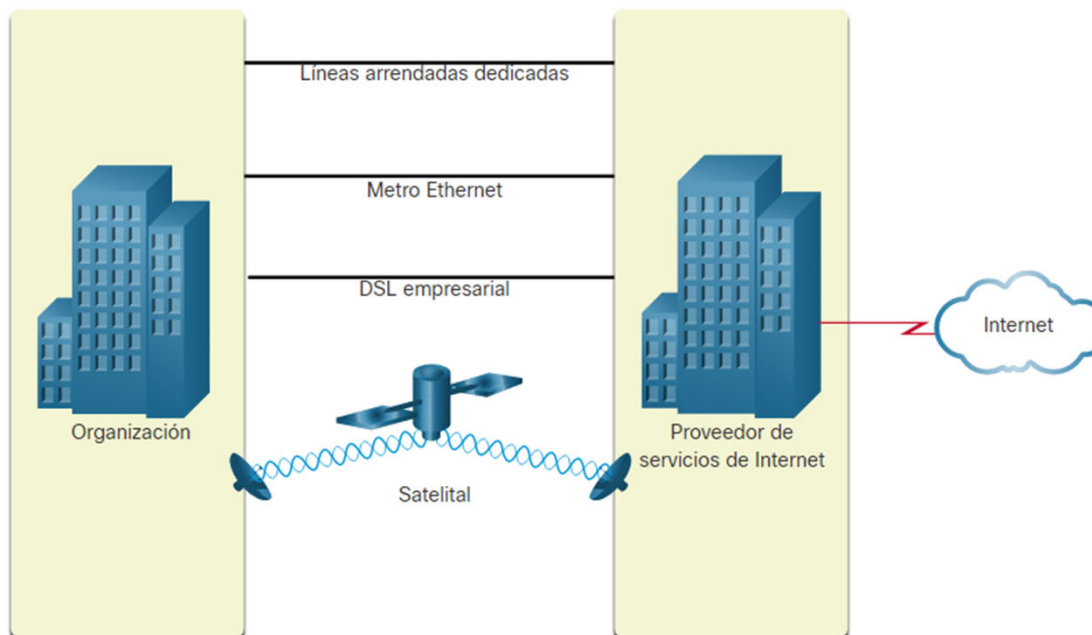 Líneas arrendadas dedicadas
Metro Ethernet
DSL empresarial
Internet
Organización
Proveedor de
servicios de Internet
Satelital